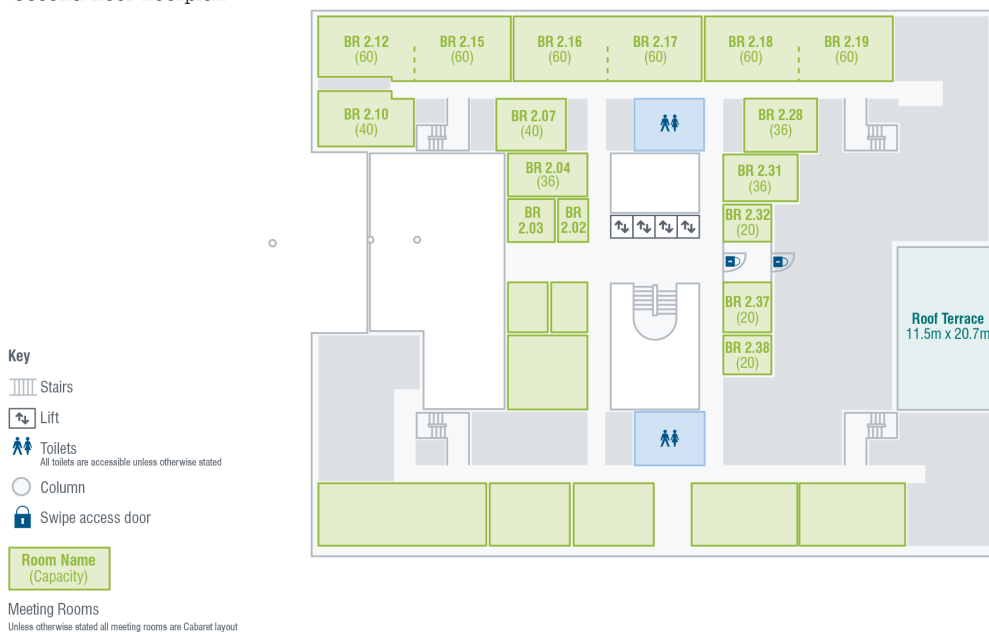 BR 2.12
(60)
BR 2.15
(60)
BR 2.16
(60)
BR 2.17
(60)
BR 2.18
(60)
BR 2.19
(60)
BR 2.10
(40)
BR 2.07
(40)
BR 2.28
(36)
BR 2.04
(36)
BR 2.31
(36)
BR
2.03
BR
2.02
BR 2.32
(20)
BR 2.37
(20)
BR 2.38
(20)
Roof Terrace
11.5m x 20.7m
Key
Stairs
Lift
Toilets
All toilets are accessible unless otherwise stated
Column
Swipe access door
Room Name
(Capacity)
Meeting Rooms
Unless otherwise stated all meeting rooms are Cabaret layout